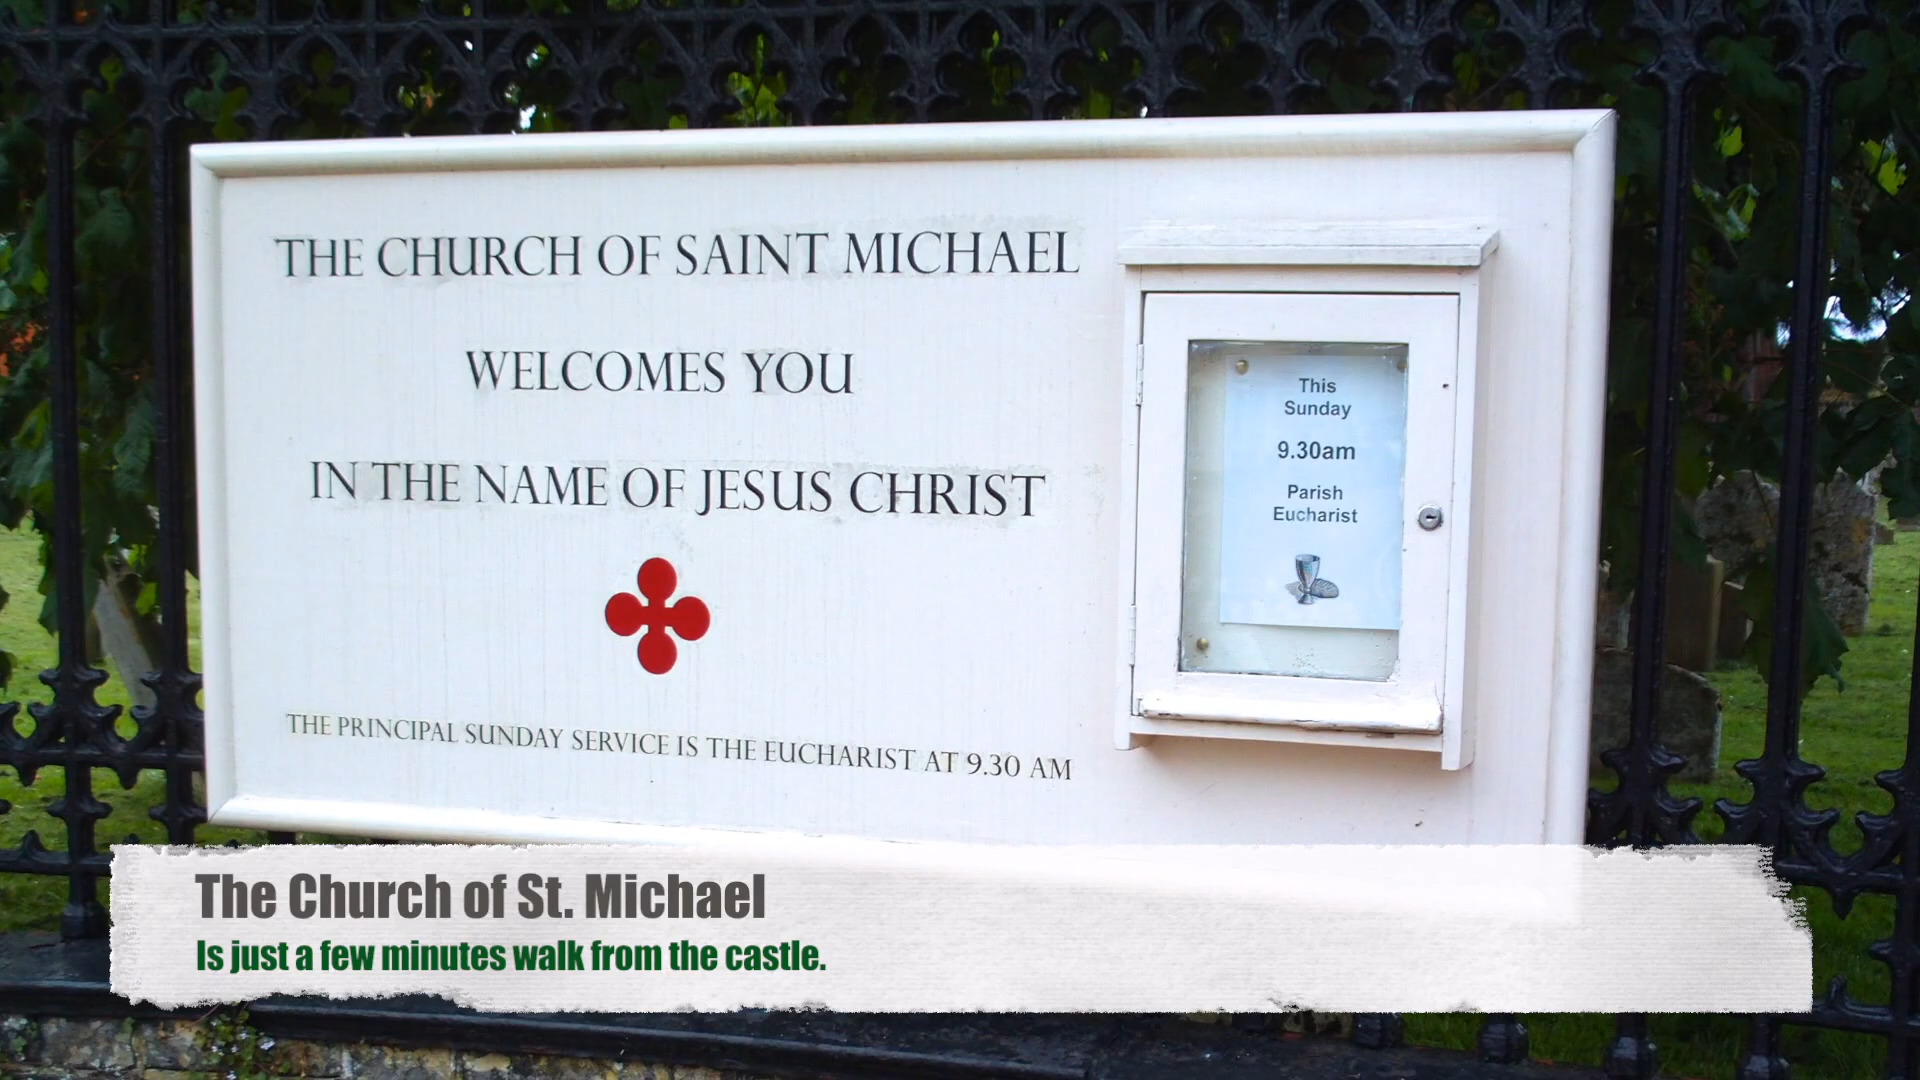 THE CHURCH OF SAINT MICHAEL
WELCOMES YOU
IN THE NAME OF JESUS CHRIST
THE PRINCIPAL SUNDAY SERVICE IS THE EUCHARIST AT 9.30 AM
This
Sunday
9.30am
Parish
Eucharist
The Church of St. Michael
Is just a few minutes walk from the castle.